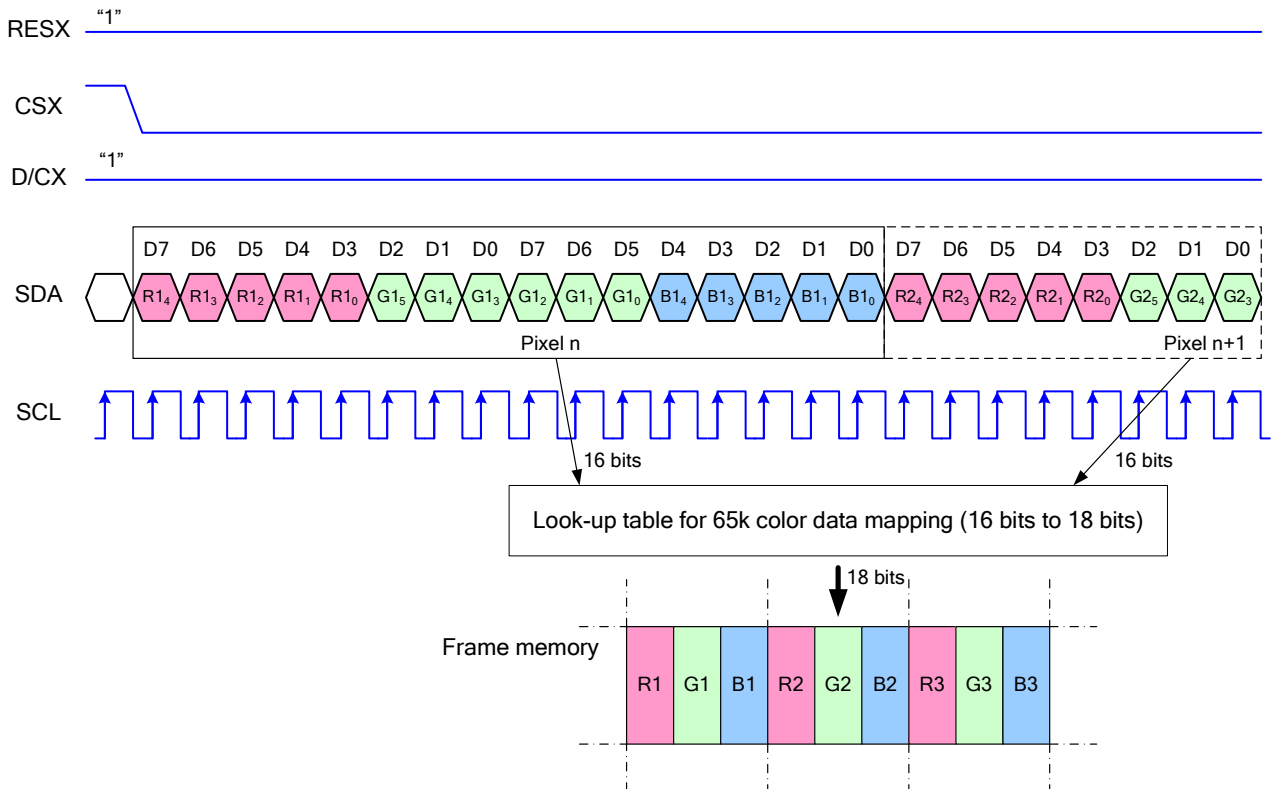 RESX “1”
CSX
D/CX “1”
D7 D6 D5 D4 D3 D2 D1 D0 D7 D6 D5 D4 D3 D2 D1 D0 D7 D6 D5 D4 D3 D2 D1 D0
SDA R1₄ R1₃ R1₂ R1₁ R1₀ G1₅ G1₄ G1₃ G1₂ G1₁ G1₀ B1₄ B1₃ B1₂ B1₁ B1₀ R2₄ R2₃ R2₂ R2₁ R2₀ G2₅ G2₄ G2₃
Pixel n Pixel n+1
SCL
16 bits 16 bits
Look-up table for 65k color data mapping (16 bits to 18 bits)
18 bits
Frame memory
R1 G1 B1 R2 G2 B2 R3 G3 B3